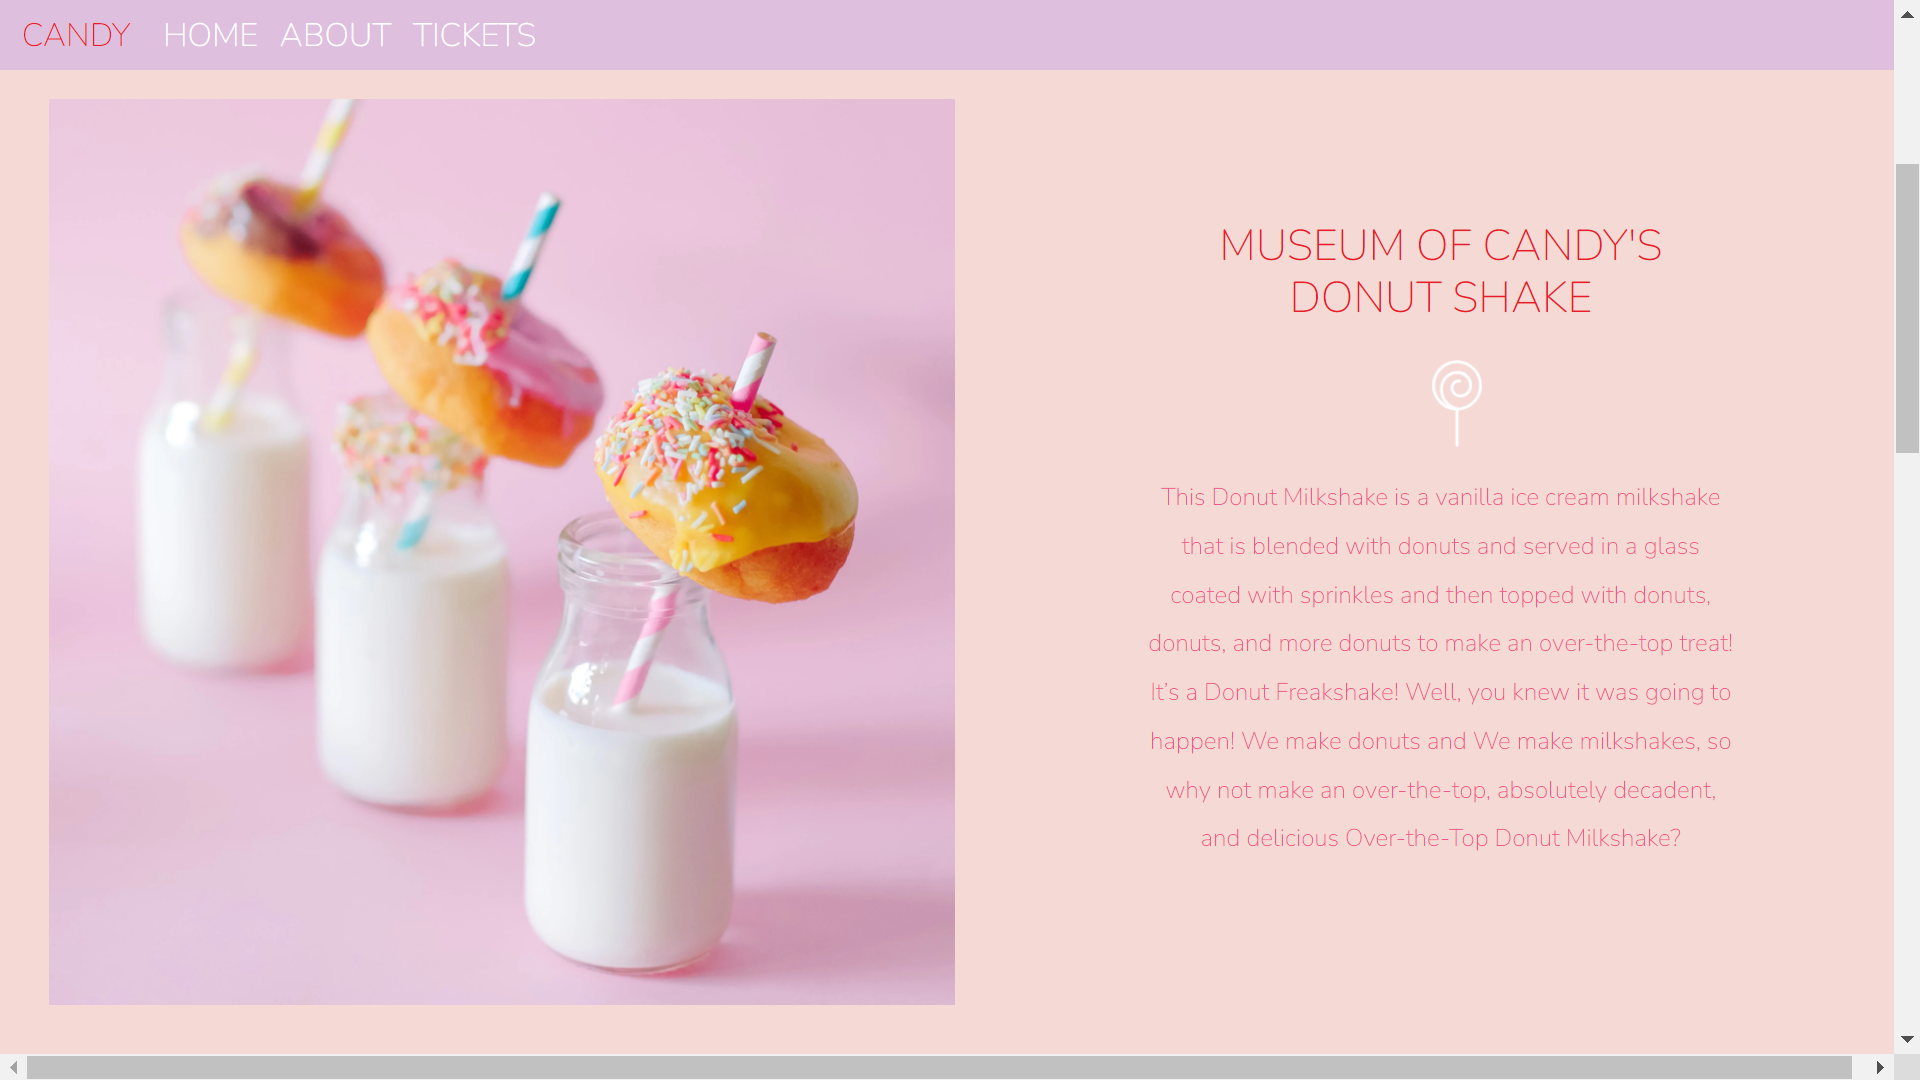 CANDY HOME ABOUT TICKETS
MUSEUM OF CANDY'S
DONUT SHAKE
This Donut Milkshake is a vanilla ice cream milkshake
that is blended with donuts and served in a glass
coated with sprinkles and then topped with donuts,
donuts, and more donuts to make an over-the-top treat!
It’s a Donut Freakshake! Well, you knew it was going to
happen! We make donuts and We make milkshakes, so
why not make an over-the-top, absolutely decadent,
and delicious Over-the-Top Donut Milkshake?